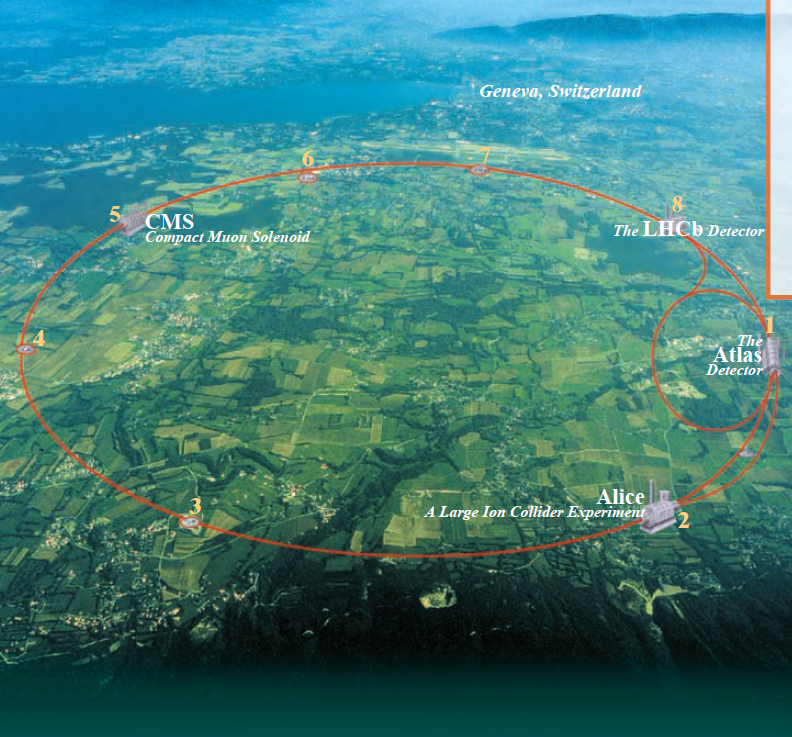 Geneva, Switzerland
6
7
5
CMS
Compact Muon Solenoid
8
The LHCb Detector
4
1
The
Atlas
Detector
3
Alice
A Large Ion Collider Experiment
2